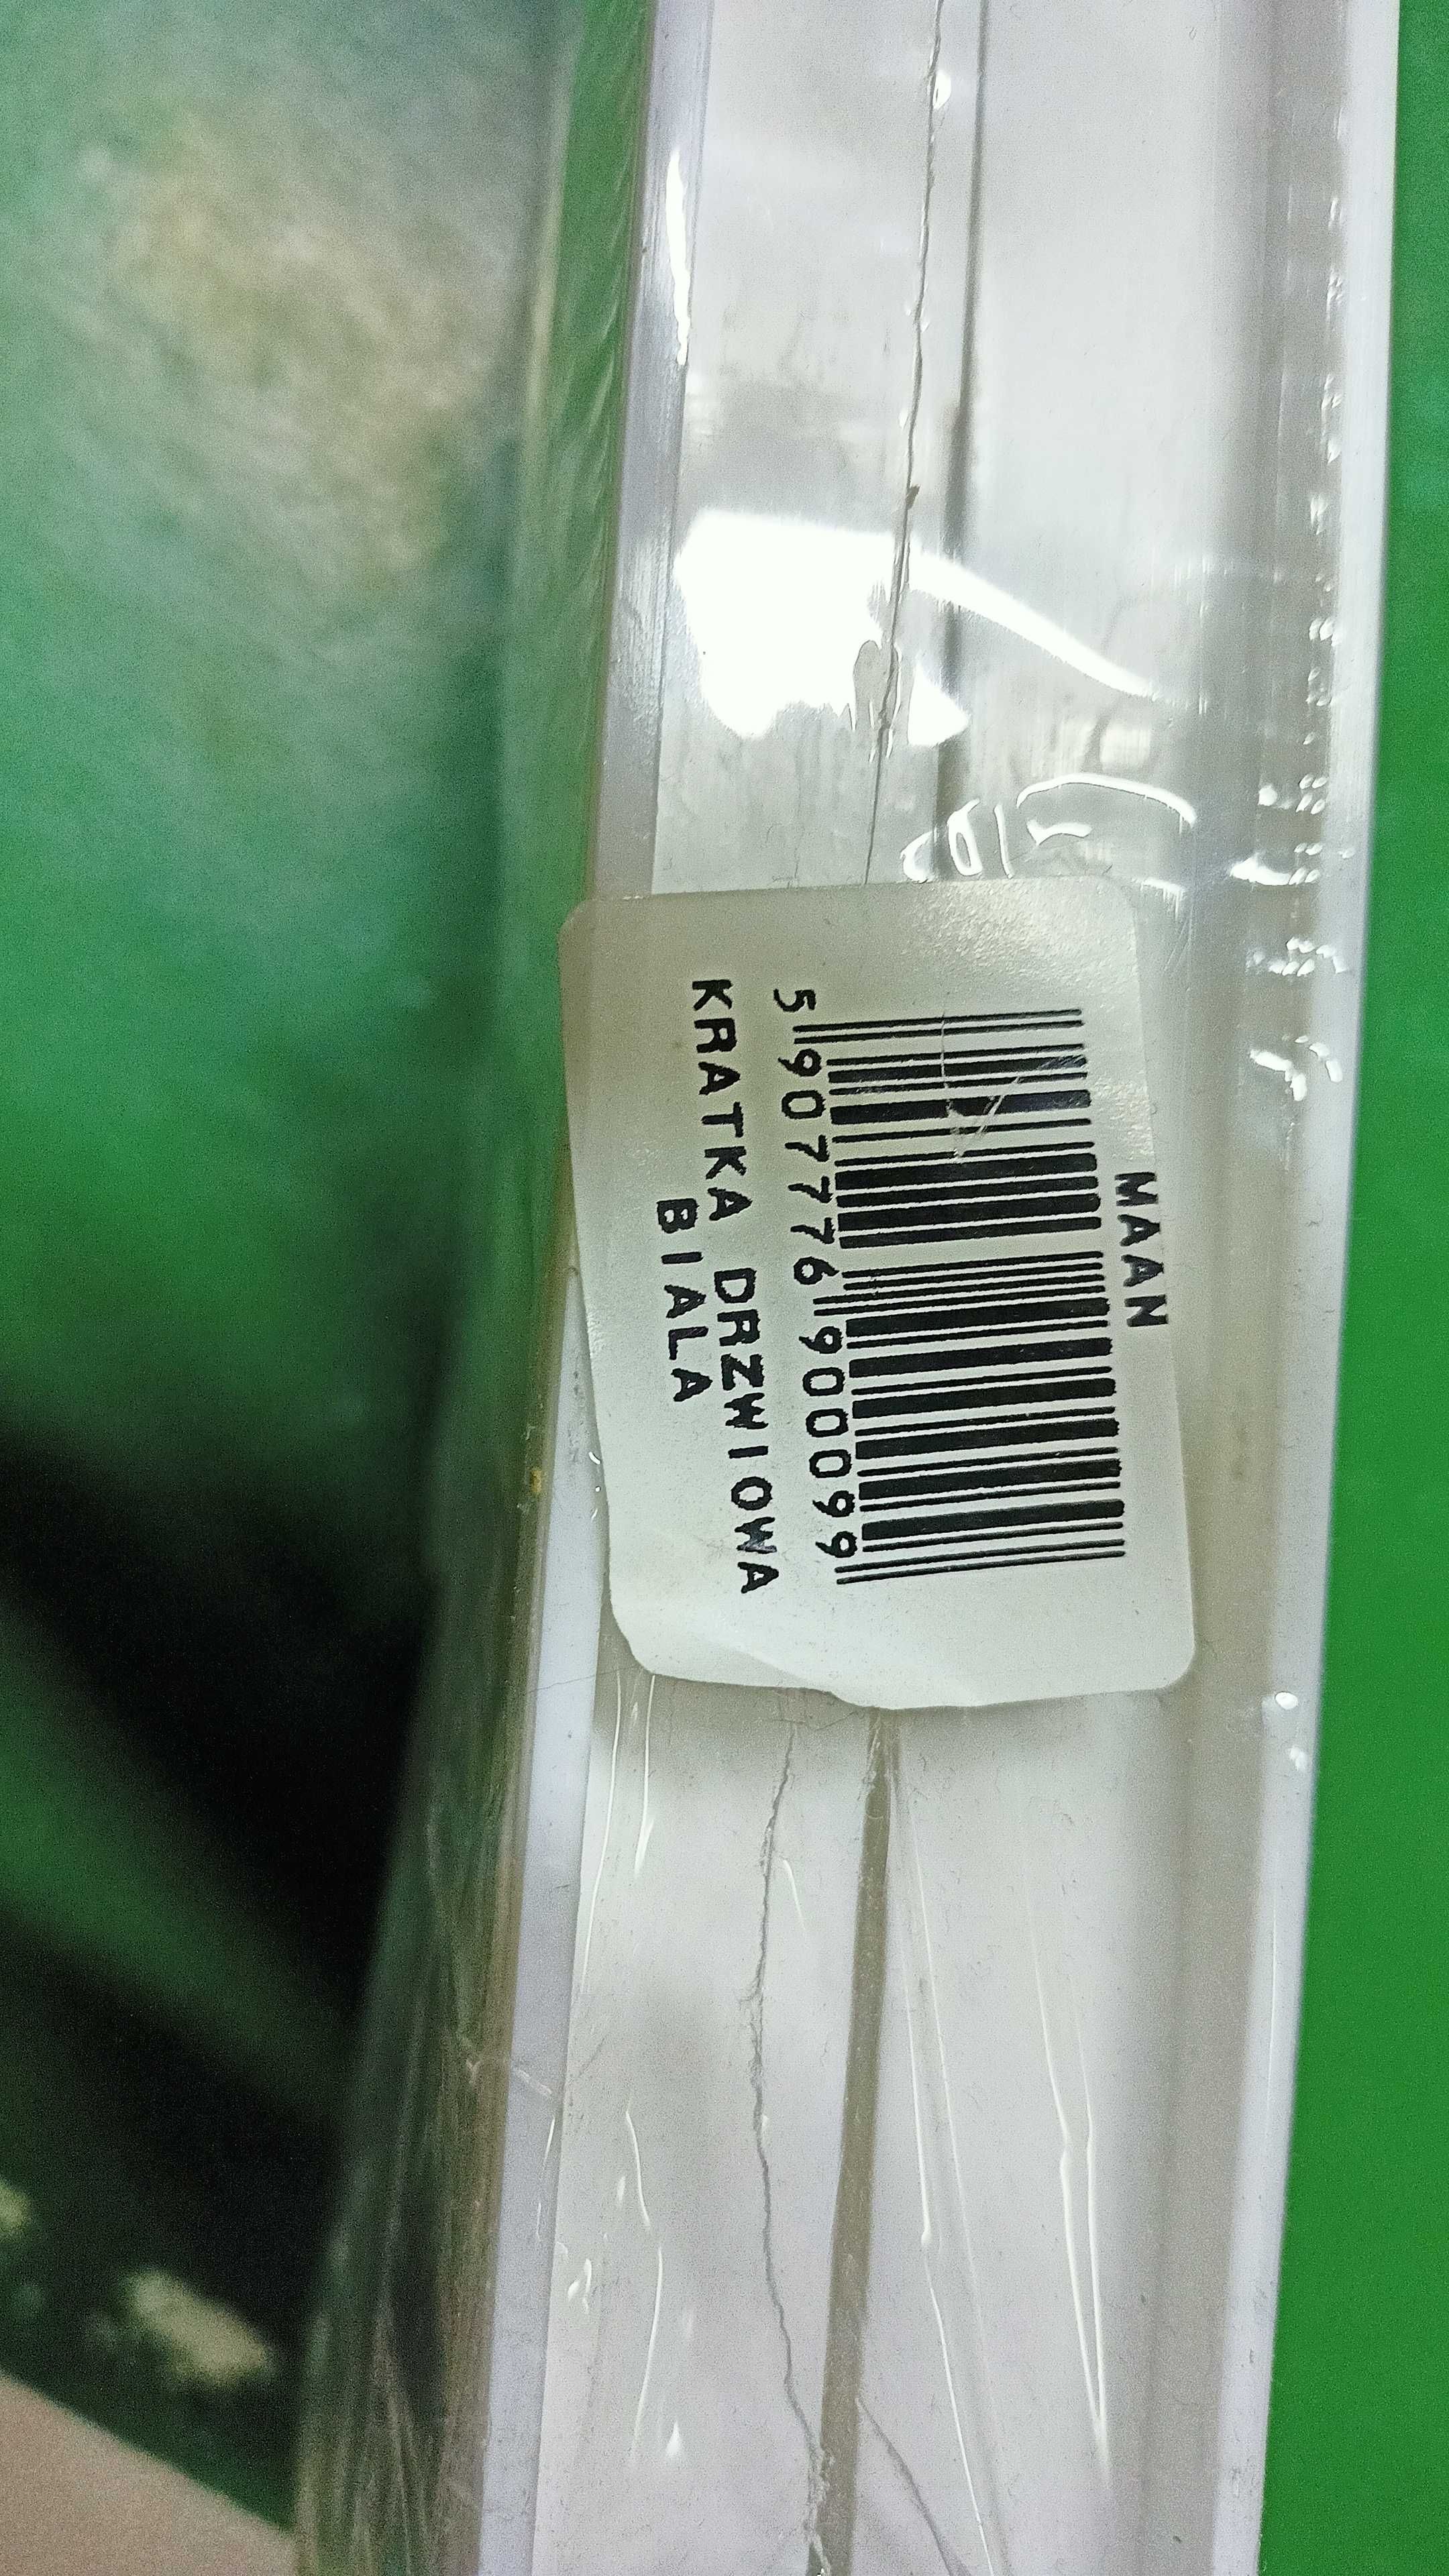 MAAN
5 907776 900099
KRATKA DRZWIOWA
BIALA